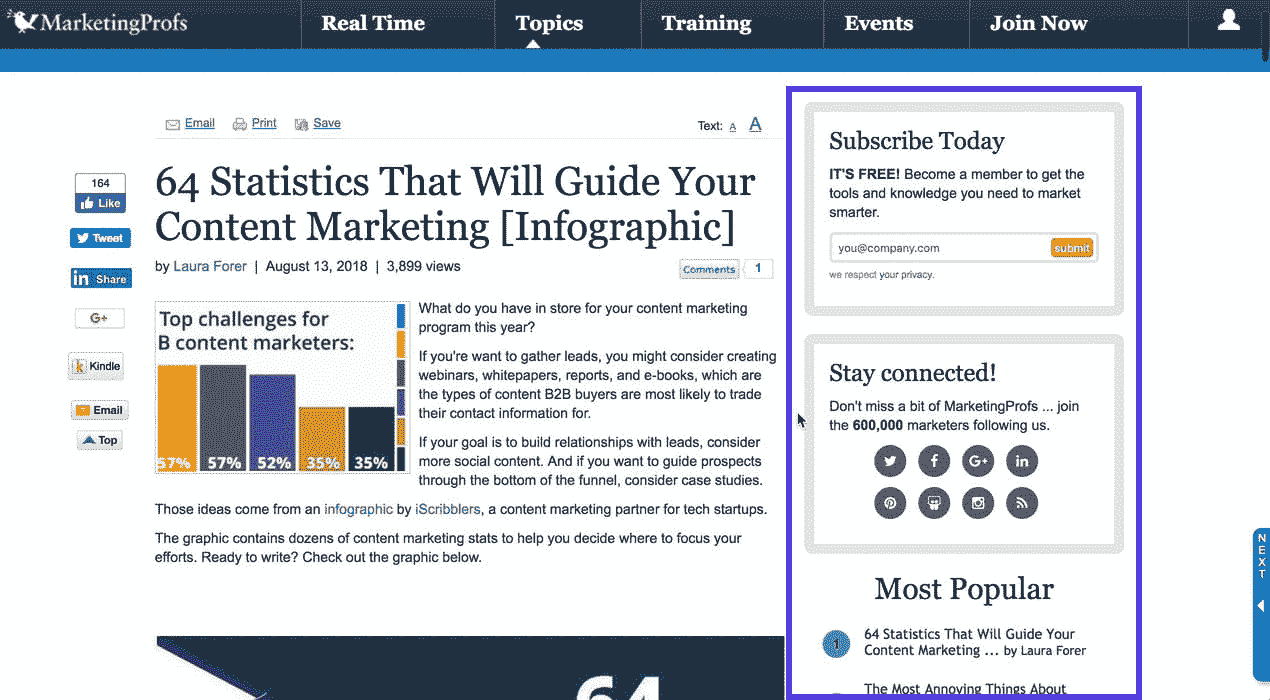 MarketingProfs
Real Time
Topics
Training
Events
Join Now
Email
Print
Save
Text: A A
164
Like
Tweet
Share
G+
Kindle
Email
Top
64 Statistics That Will Guide Your
Content Marketing [Infographic]
by Laura Forer | August 13, 2018 | 3,899 views
Comments 1
Top challenges for
B content marketers:
57% 57% 52% 35% 35%
What do you have in store for your content marketing
program this year?
If you're want to gather leads, you might consider creating
webinars, whitepapers, reports, and e-books, which are
the types of content B2B buyers are most likely to trade
their contact information for.
If your goal is to build relationships with leads, consider
more social content. And if you want to guide prospects
through the bottom of the funnel, consider case studies.
Those ideas come from an infographic by iScribblers, a content marketing partner for tech startups.
The graphic contains dozens of content marketing stats to help you decide where to focus your
efforts. Ready to write? Check out the graphic below.
64
Subscribe Today
IT'S FREE! Become a member to get the
tools and knowledge you need to market
smarter.
you@company.com
submit
we respect your privacy.
Stay connected!
Don't miss a bit of MarketingProfs ... join
the 600,000 marketers following us.
Most Popular
1
64 Statistics That Will Guide Your
Content Marketing ... by Laura Forer
The Most Annoying Things About
NEXT